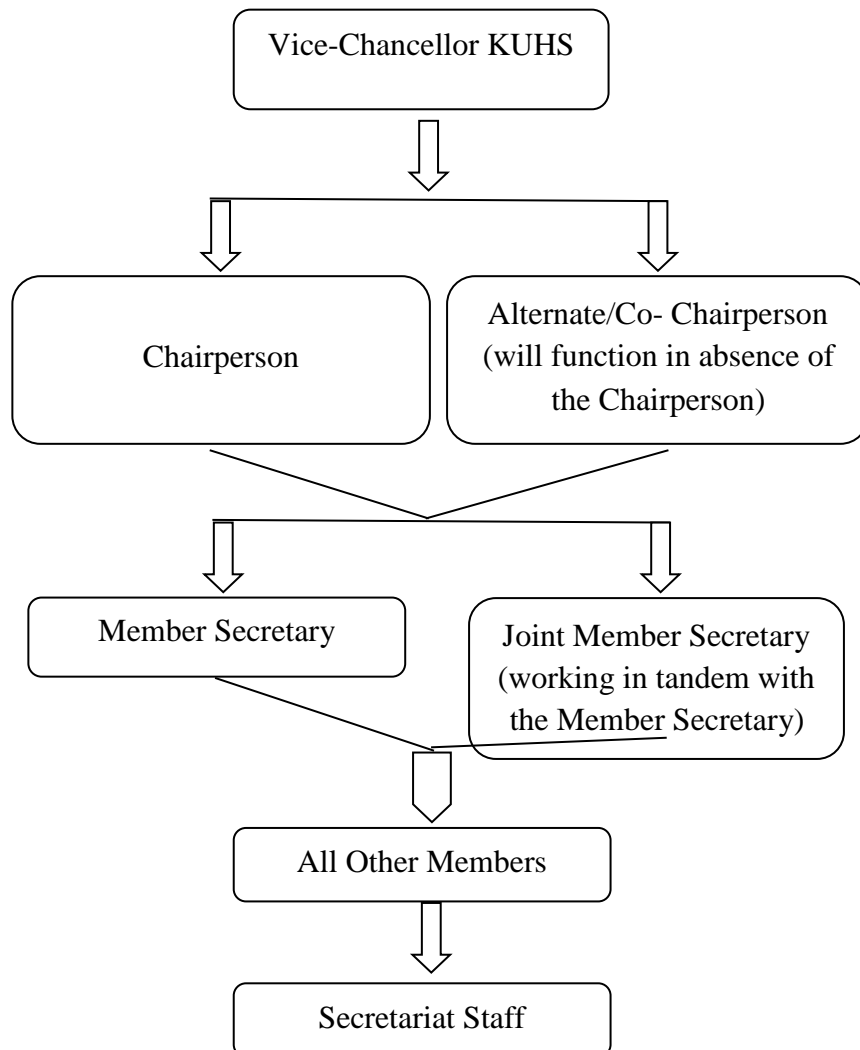 Vice-Chancellor KUHS
Chairperson
Alternate/Co- Chairperson
(will function in absence of
the Chairperson)
Member Secretary
Joint Member Secretary
(working in tandem with
the Member Secretary)
All Other Members
Secretariat Staff